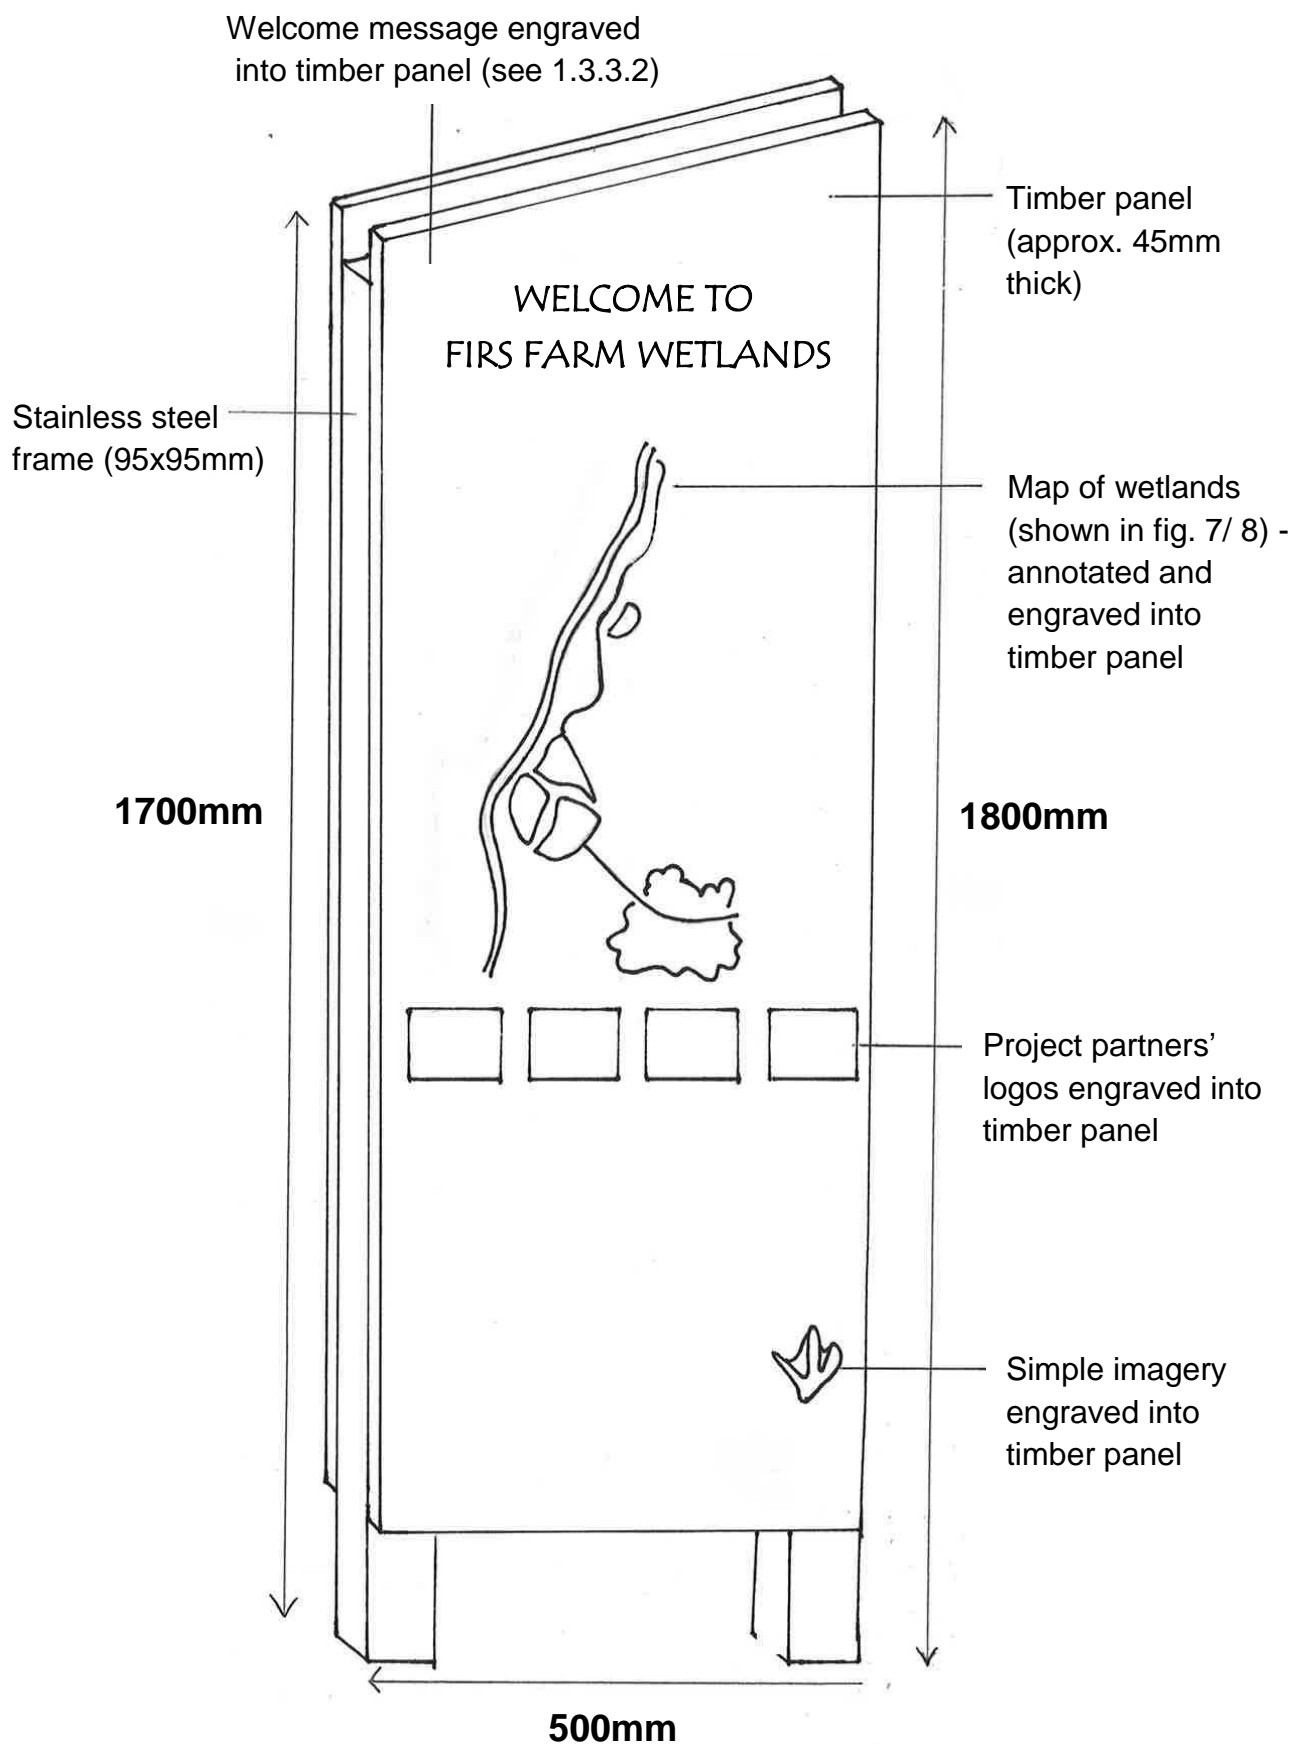 Welcome message engraved
into timber panel (see 1.3.3.2)
Timber panel
(approx. 45mm
thick)
WELCOME TO
FIRS FARM WETLANDS
Stainless steel
frame (95x95mm)
Map of wetlands
(shown in fig. 7/ 8) -
annotated and
engraved into
timber panel
1700mm
1800mm
Project partners’
logos engraved into
timber panel
Simple imagery
engraved into
timber panel
500mm